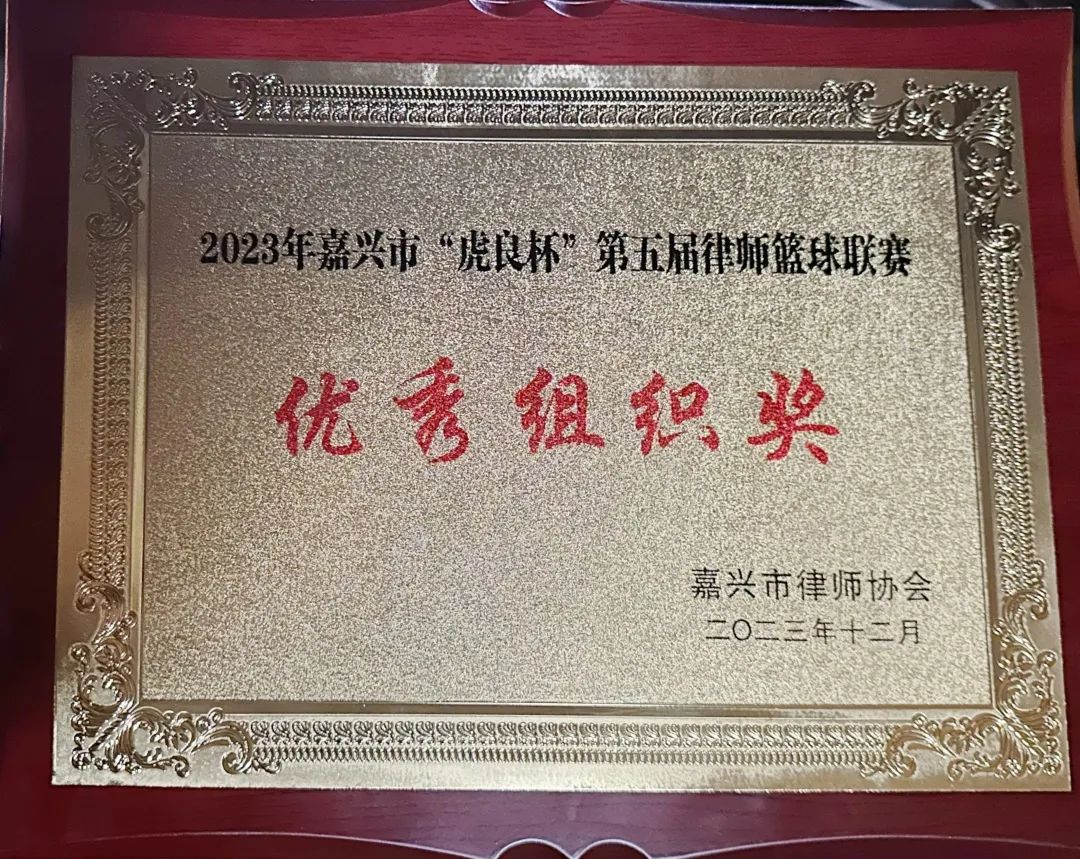 2023年嘉兴市“虎良杯”第五届律师篮球联赛
优秀组织奖
嘉兴市律师协会
二〇二三年十二月